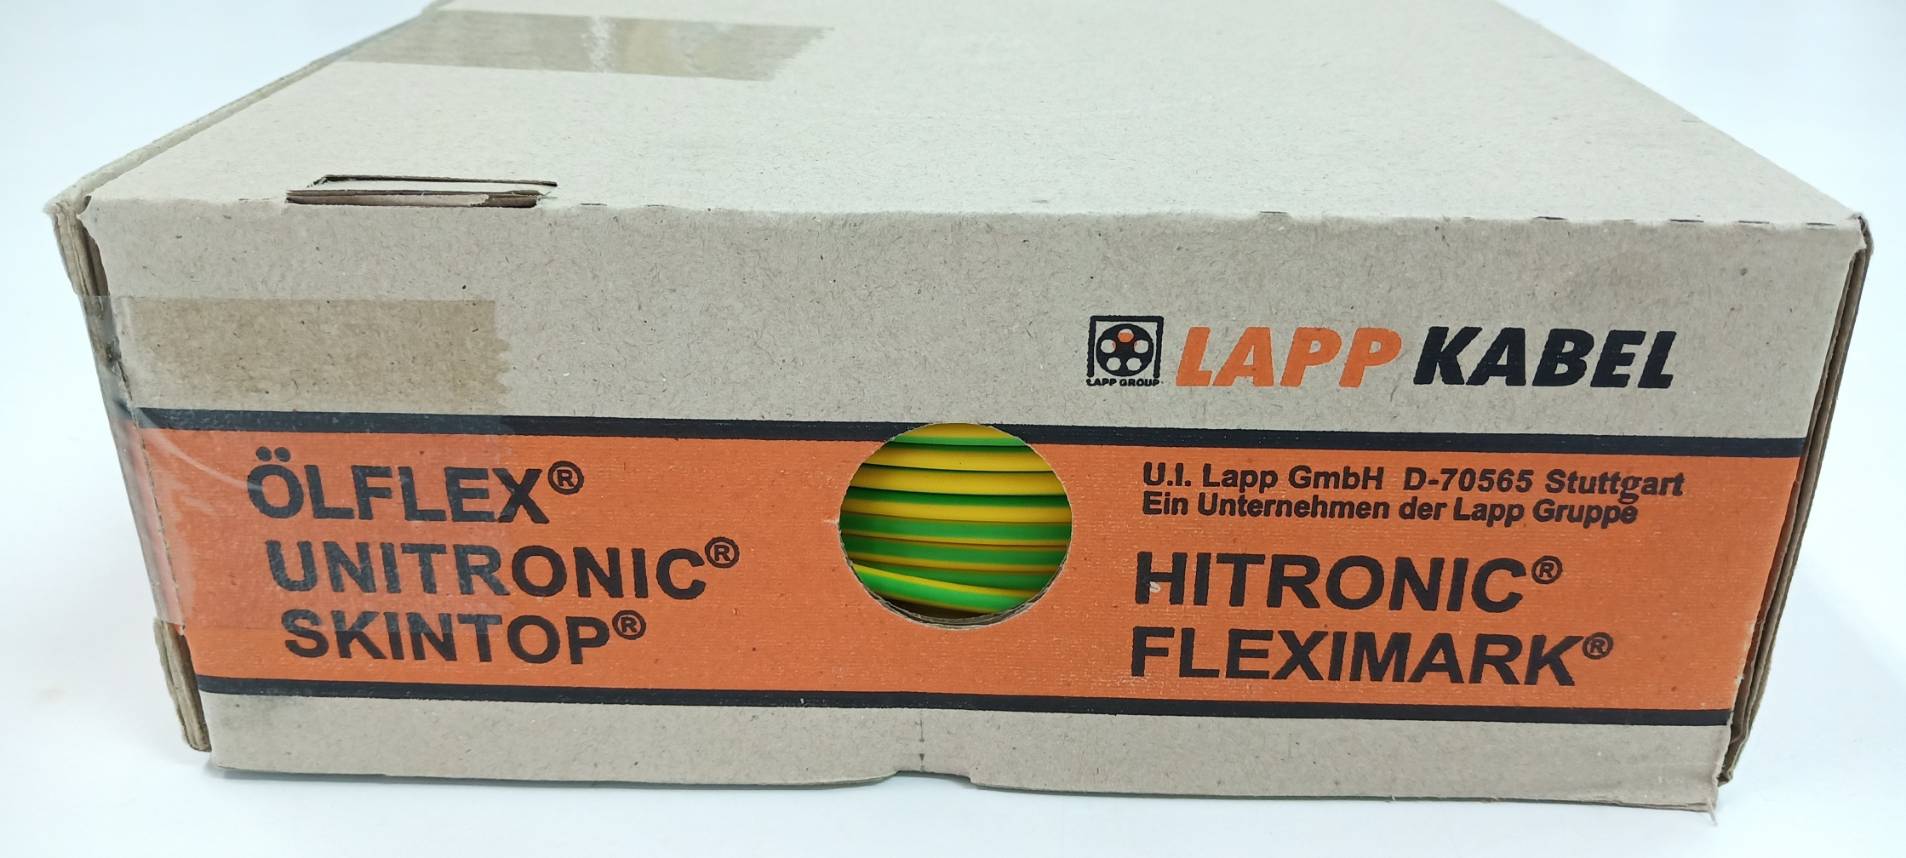 LAPP GROUP
LAPP KABEL
ÖLFLEX®
UNITRONIC®
SKINTOP®
U.I. Lapp GmbH D-70565 Stuttgart
Ein Unternehmen der Lapp Gruppe
HITRONIC®
FLEXIMARK®